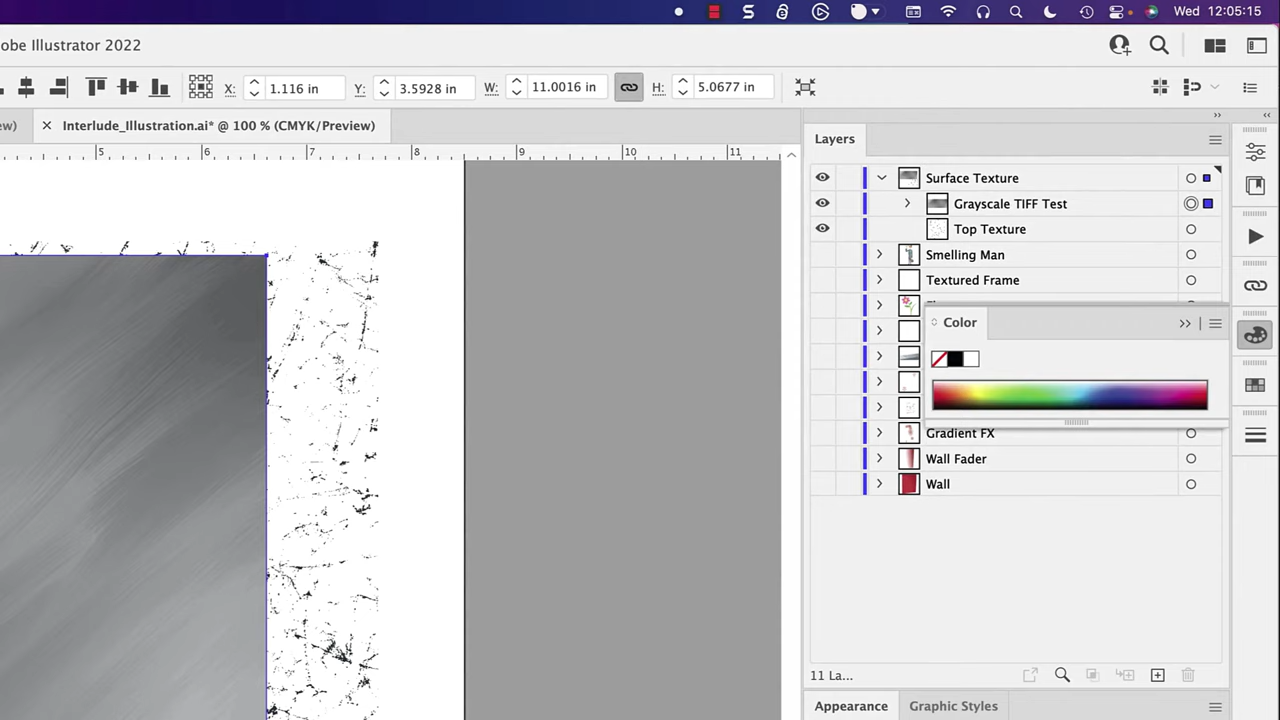 Wed 12:05:15
obe Illustrator 2022
X: 1.116 in Y: 3.5928 in W: 11.0016 in H: 5.0677 in
ew) × Interlude_Illustration.ai* @ 100 % (CMYK/Preview)
5 6 7 8 9 10 11
Layers
Surface Texture
Grayscale TIFF Test
Top Texture
Smelling Man
Textured Frame
Color
Gradient FX
Wall Fader
Wall
11 La...
Appearance Graphic Styles